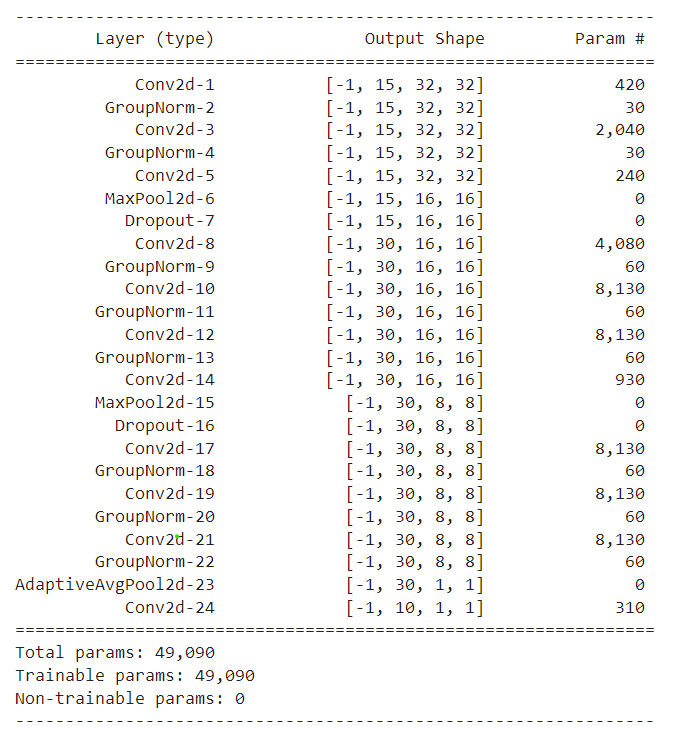 ----------------------------------------------------------------
Layer (type) Output Shape Param #
================================================================
Conv2d-1 [-1, 15, 32, 32] 420
GroupNorm-2 [-1, 15, 32, 32] 30
Conv2d-3 [-1, 15, 32, 32] 2,040
GroupNorm-4 [-1, 15, 32, 32] 30
Conv2d-5 [-1, 15, 32, 32] 240
MaxPool2d-6 [-1, 15, 16, 16] 0
Dropout-7 [-1, 15, 16, 16] 0
Conv2d-8 [-1, 30, 16, 16] 4,080
GroupNorm-9 [-1, 30, 16, 16] 60
Conv2d-10 [-1, 30, 16, 16] 8,130
GroupNorm-11 [-1, 30, 16, 16] 60
Conv2d-12 [-1, 30, 16, 16] 8,130
GroupNorm-13 [-1, 30, 16, 16] 60
Conv2d-14 [-1, 30, 16, 16] 930
MaxPool2d-15 [-1, 30, 8, 8] 0
Dropout-16 [-1, 30, 8, 8] 0
Conv2d-17 [-1, 30, 8, 8] 8,130
GroupNorm-18 [-1, 30, 8, 8] 60
Conv2d-19 [-1, 30, 8, 8] 8,130
GroupNorm-20 [-1, 30, 8, 8] 60
Conv2d-21 [-1, 30, 8, 8] 8,130
GroupNorm-22 [-1, 30, 8, 8] 60
AdaptiveAvgPool2d-23 [-1, 30, 1, 1] 0
Conv2d-24 [-1, 10, 1, 1] 310
================================================================
Total params: 49,090
Trainable params: 49,090
Non-trainable params: 0
----------------------------------------------------------------